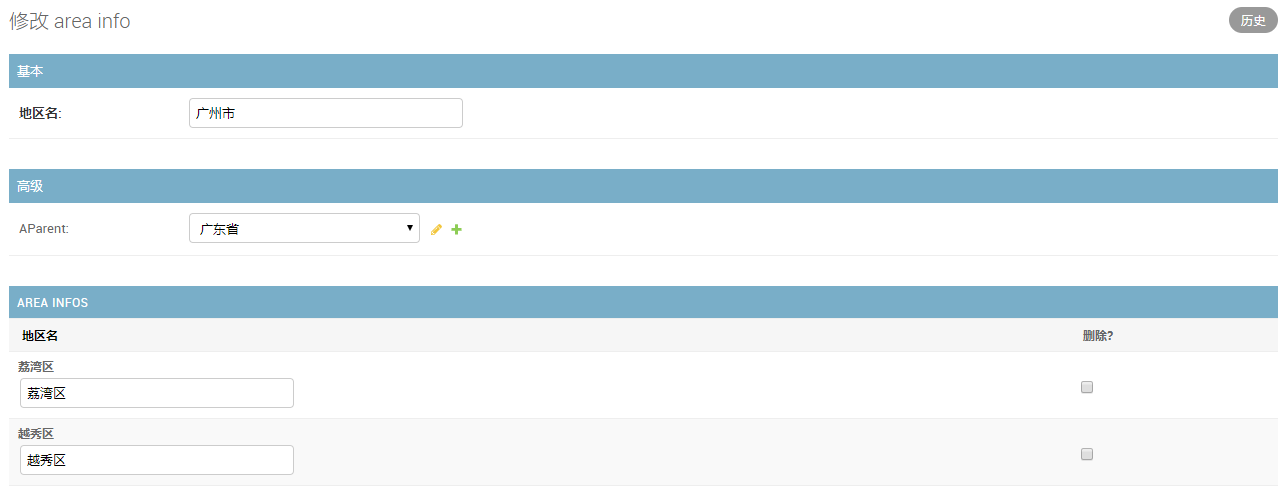 修改 area info
历史
基本
地区名:
广州市
高级
AParent:
广东省
AREA INFOS
地区名
删除?
荔湾区
荔湾区
越秀区
越秀区